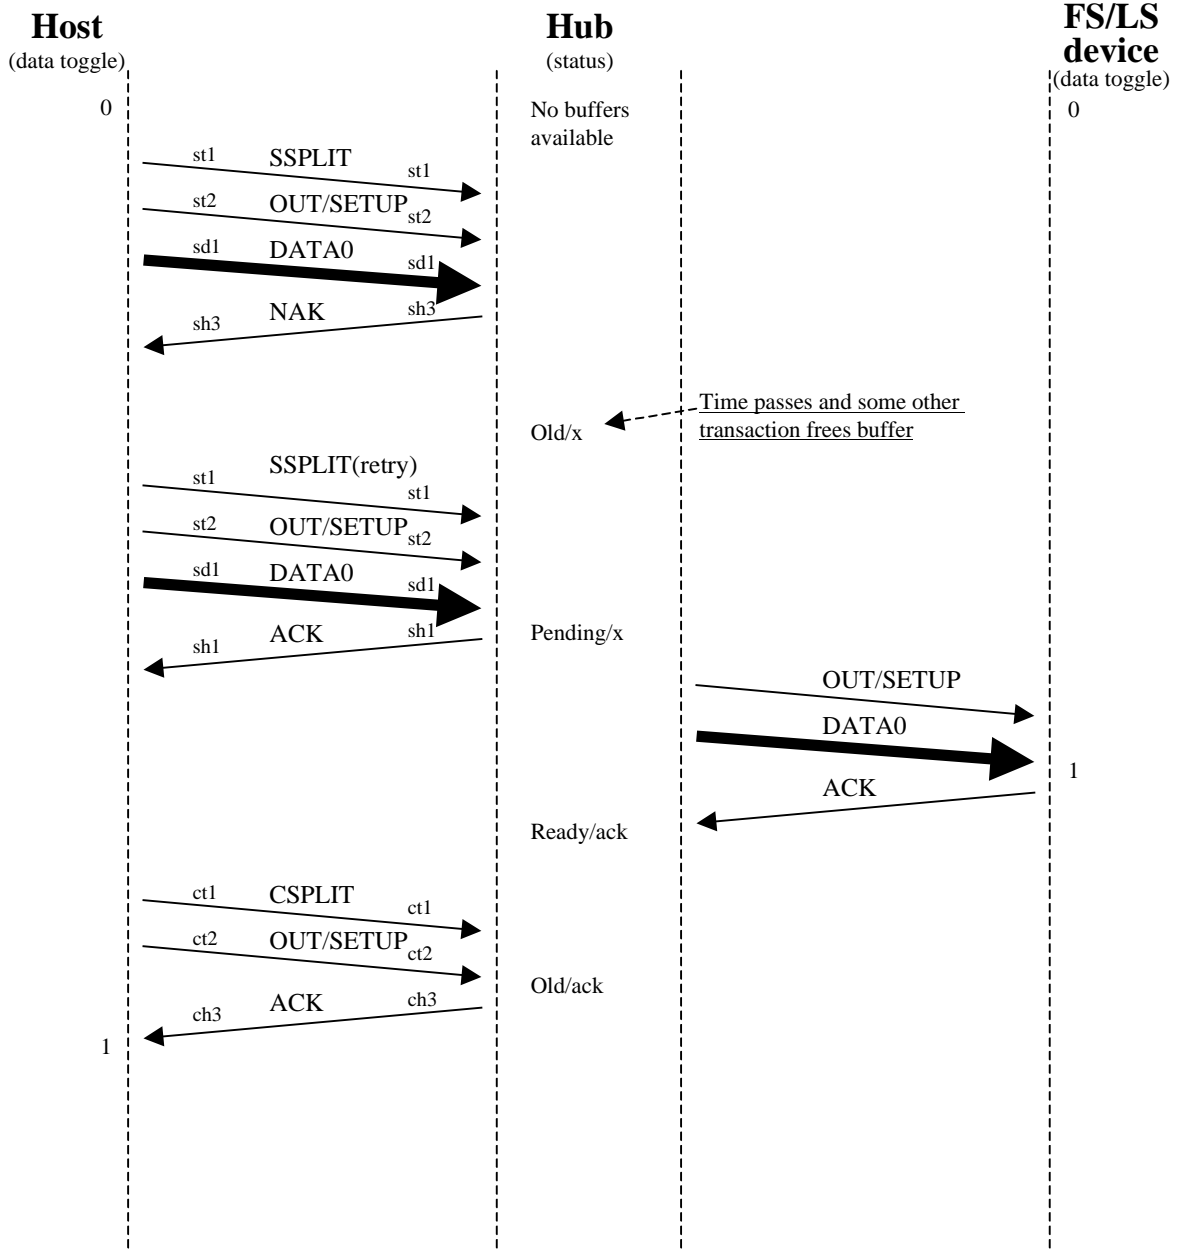 Host
(data toggle)
Hub
(status)
FS/LS
device
(data toggle)
0
No buffers
available
0
st1 SSPLIT st1
st2 OUT/SETUP st2
sd1 DATA0 sd1
sh3 NAK sh3
Time passes and some other
transaction frees buffer
Old/x
st1 SSPLIT(retry) st1
st2 OUT/SETUP st2
sd1 DATA0 sd1
sh1 ACK sh1
Pending/x
OUT/SETUP
DATA0
1
ACK
Ready/ack
ct1 CSPLIT ct1
ct2 OUT/SETUP ct2
Old/ack
ch3 ACK ch3
1